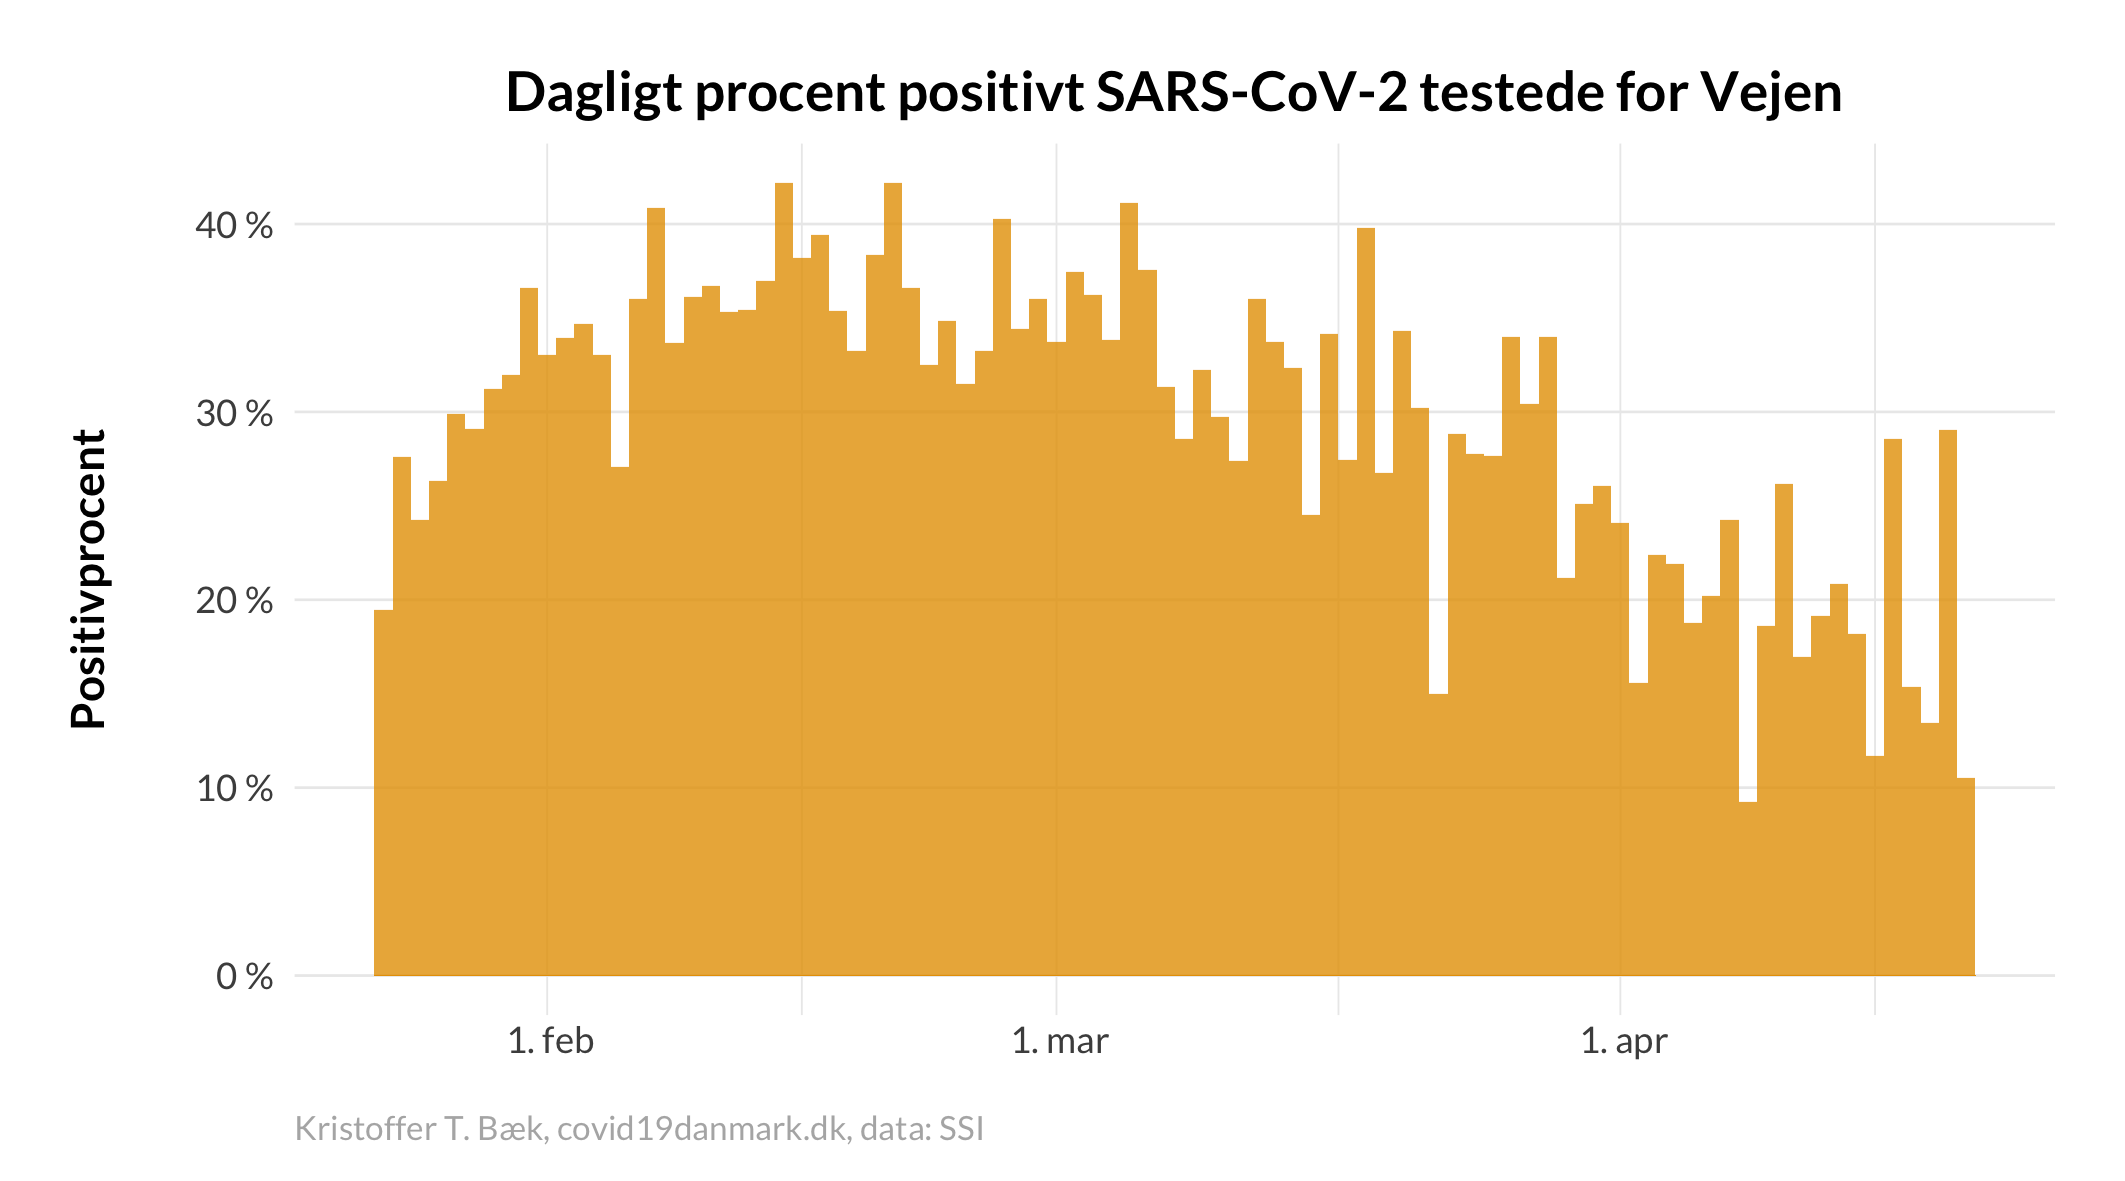 Dagligt procent positivt SARS-CoV-2 testede for Vejen
Positivprocent
40 %
30 %
20 %
10 %
0 %
1. feb
1. mar
1. apr
Kristoffer T. Bæk, covid19danmark.dk, data: SSI